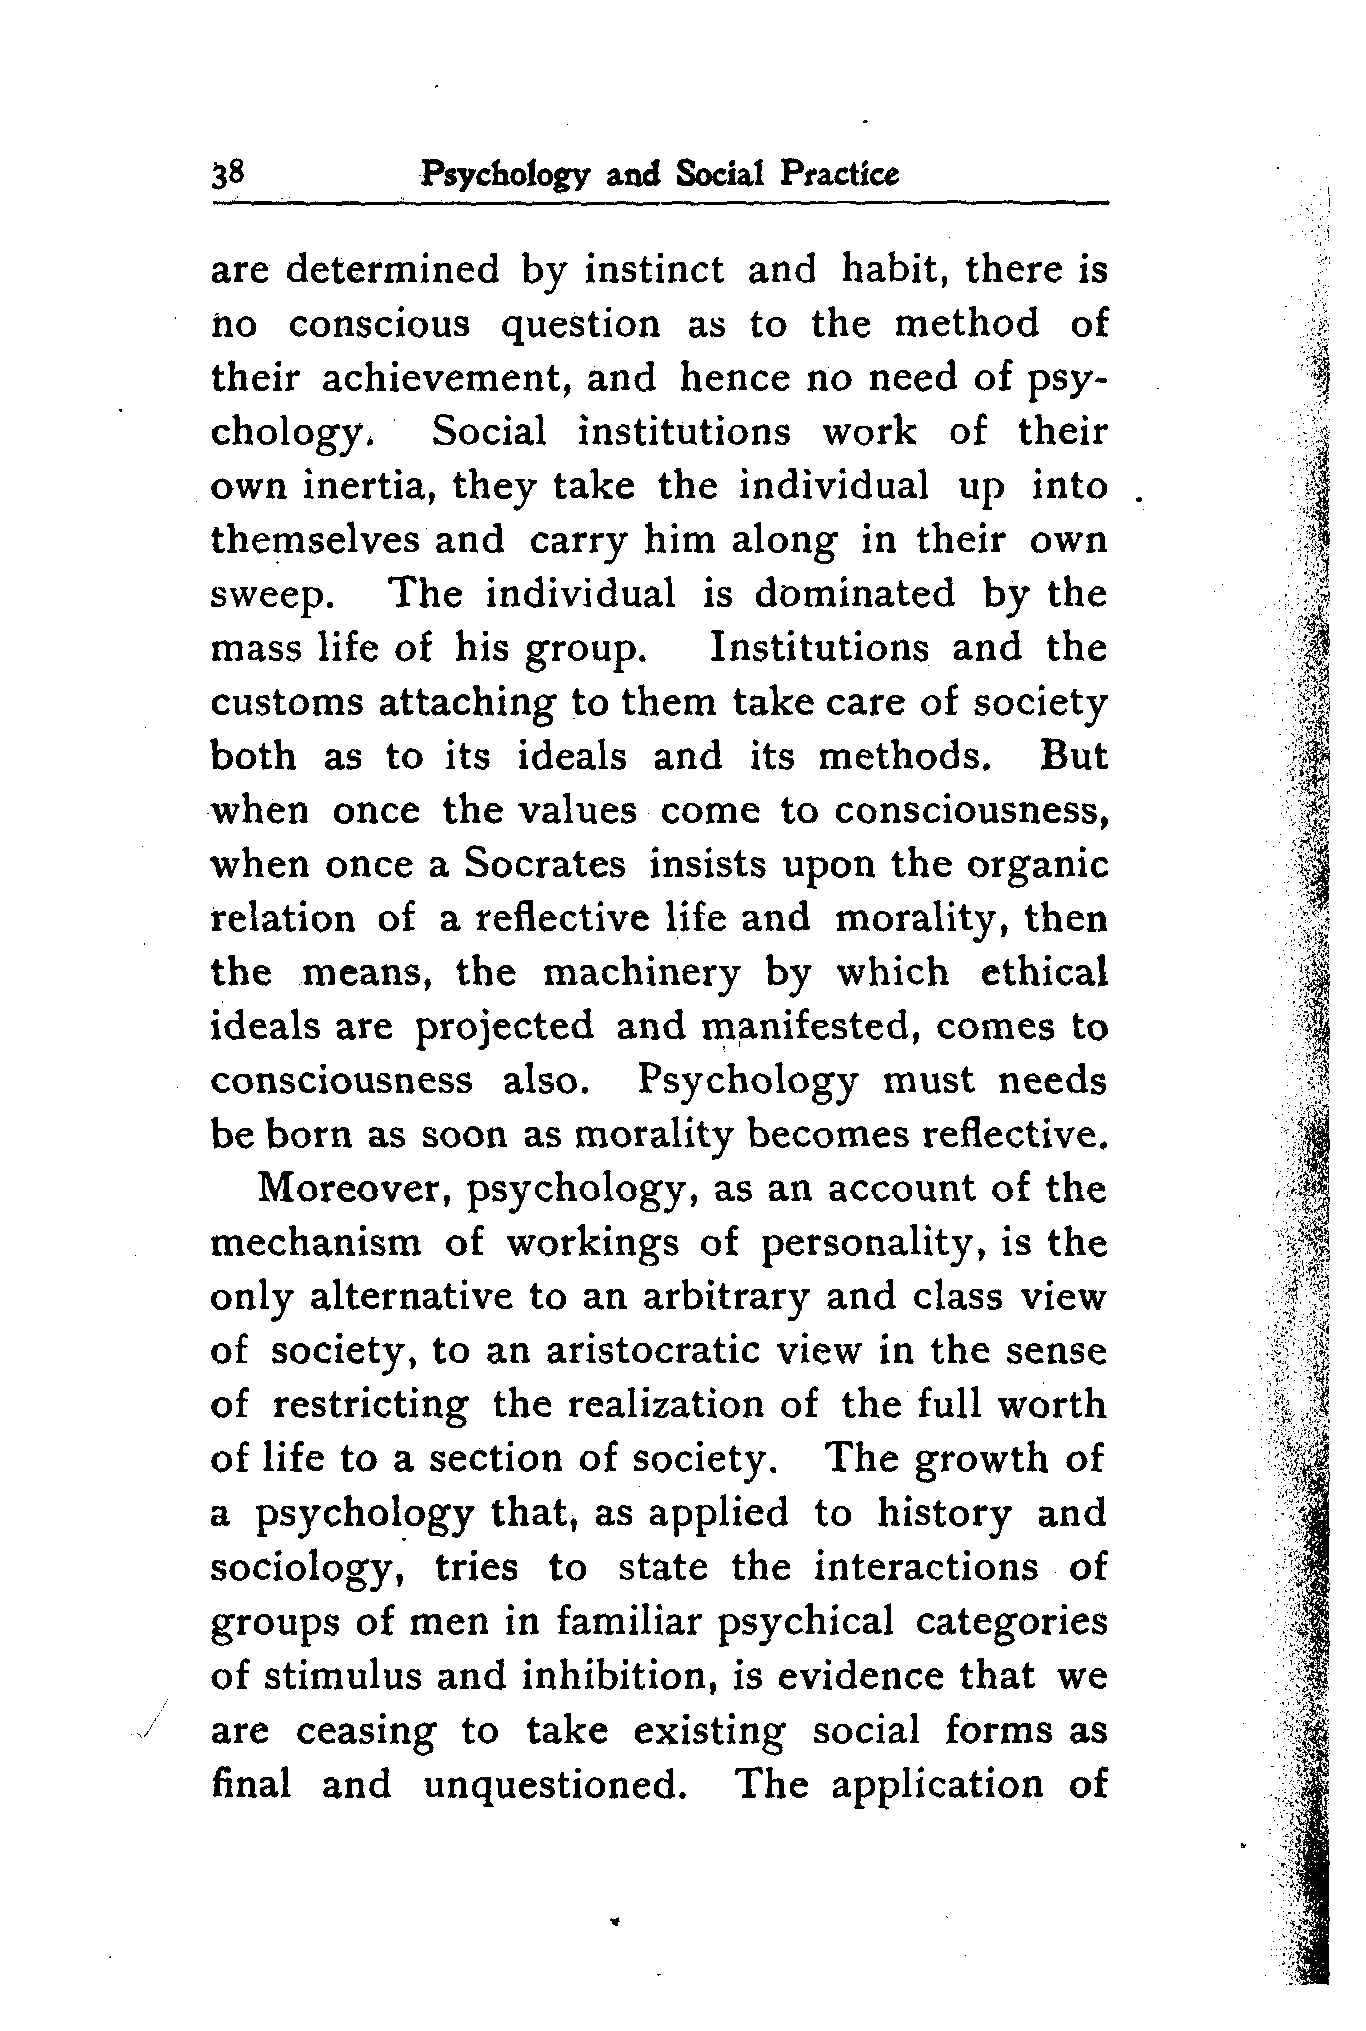 38 Psychology and Social Practice
are determined by instinct and habit, there is
no conscious question as to the method of
their achievement, and hence no need of psy-
chology. Social institutions work of their
own inertia, they take the individual up into
themselves and carry him along in their own
sweep. The individual is dominated by the
mass life of his group. Institutions and the
customs attaching to them take care of society
both as to its ideals and its methods. But
when once the values come to consciousness,
when once a Socrates insists upon the organic
relation of a reflective life and morality, then
the means, the machinery by which ethical
ideals are projected and manifested, comes to
consciousness also. Psychology must needs
be born as soon as morality becomes reflective.
Moreover, psychology, as an account of the
mechanism of workings of personality, is the
only alternative to an arbitrary and class view
of society, to an aristocratic view in the sense
of restricting the realization of the full worth
of life to a section of society. The growth of
a psychology that, as applied to history and
sociology, tries to state the interactions of
groups of men in familiar psychical categories
of stimulus and inhibition, is evidence that we
are ceasing to take existing social forms as
final and unquestioned. The application of